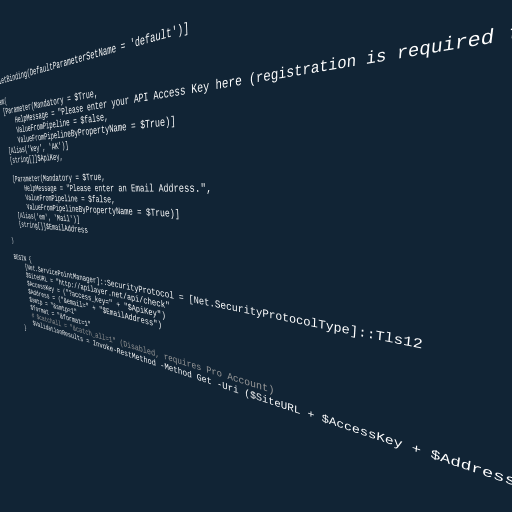 letBinding(DefaultParameterSetName = 'default')]
am(
[Parameter(Mandatory = $True,
HelpMessage = "Please enter your API Access Key here (registration is required
ValueFromPipeline = $false,
ValueFromPipelineByPropertyName = $True)]
[Alias('key', 'AK')]
[string[]]$ApiKey,
[Parameter(Mandatory = $True,
HelpMessage = "Please enter an Email Address.",
ValueFromPipeline = $false,
ValueFromPipelineByPropertyName = $True)]
[Alias('em', 'Mail')]
[string[]]$EmailAddress
)
BEGIN {
[Net.ServicePointManager]::SecurityProtocol = [Net.SecurityProtocolType]::Tls12
$SiteURL = "http://apilayer.net/api/check"
$AccessKey = ("?access_key=" + "$ApiKey")
$Address = ("&email=" + "$EmailAddress")
$smtp = "&smtp=1"
$format = "&format=1"
# $catchall = "&catch_all=1" (Disabled, requires Pro Account)
$ValidationResults = Invoke-RestMethod -Method Get -Uri ($SiteURL + $AccessKey + $Address
}